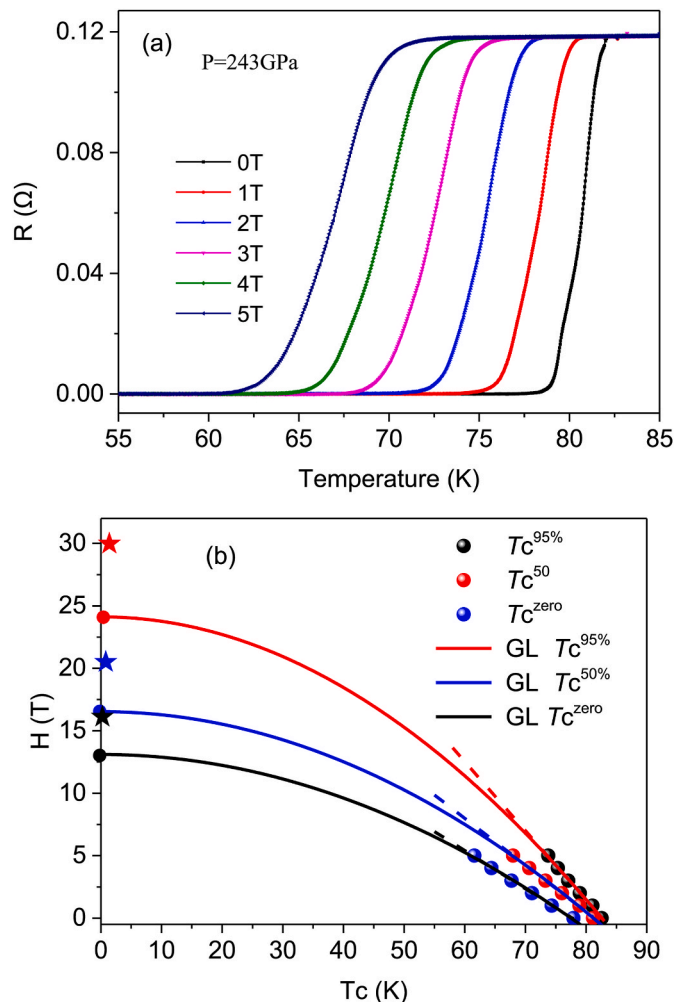 (a)
P=243GPa
0T
1T
2T
3T
4T
5T
R (Ω)
0.12
0.08
0.04
0.00
55 60 65 70 75 80 85
Temperature (K)
(b)
Tc95%
Tc50
Tczero
GL Tc95%
GL Tc50%
GL Tczero
H (T)
30
25
20
15
10
5
0
0 10 20 30 40 50 60 70 80 90
Tc (K)